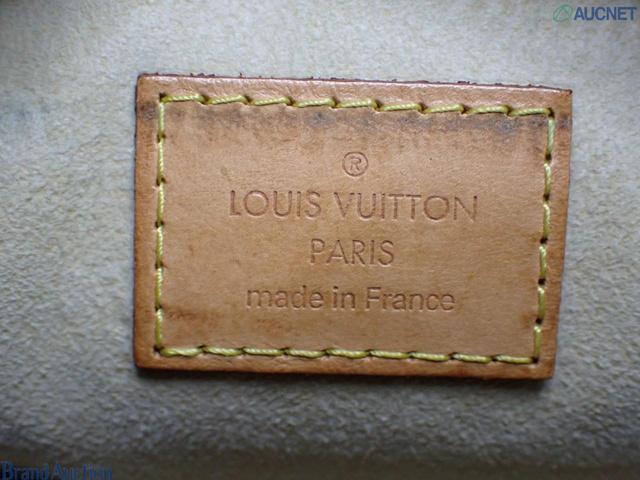 AUCNET
®
LOUIS VUITTON
PARIS
made in France
Brand Auction